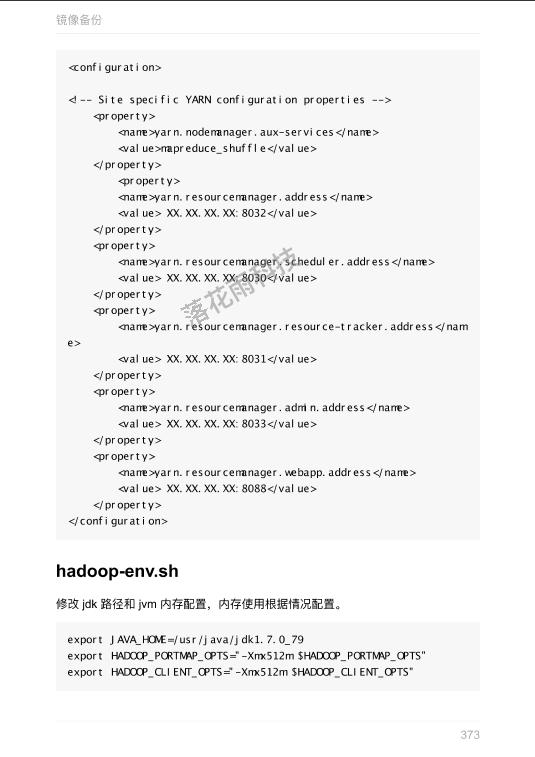 镜像备份
<configuration>
<!-- Site specific YARN configuration properties -->
<property>
<name>yarn.nodemanager.aux-services</name>
<value>mapreduce_shuffle</value>
</property>
<property>
<name>yarn.resourcemanager.address</name>
<value> XX.XX.XX.XX:8032</value>
</property>
<property>
<name>yarn.resourcemanager.scheduler.address</name>
<value> XX.XX.XX.XX:8030</value>
</property>
<property>
<name>yarn.resourcemanager.resource-tracker.address</nam
e>
<value> XX.XX.XX.XX:8031</value>
</property>
<property>
<name>yarn.resourcemanager.admin.address</name>
<value> XX.XX.XX.XX:8033</value>
</property>
<property>
<name>yarn.resourcemanager.webapp.address</name>
<value> XX.XX.XX.XX:8088</value>
</property>
</configuration>
落花雨科技
hadoop-env.sh
修改 jdk 路径和 jvm 内存配置，内存使用根据情况配置。
export JAVA_HOME=/usr/java/jdk1.7.0_79
export HADOOP_PORTMAP_OPTS="-Xmx512m $HADOOP_PORTMAP_OPTS"
export HADOOP_CLIENT_OPTS="-Xmx512m $HADOOP_CLIENT_OPTS"
373